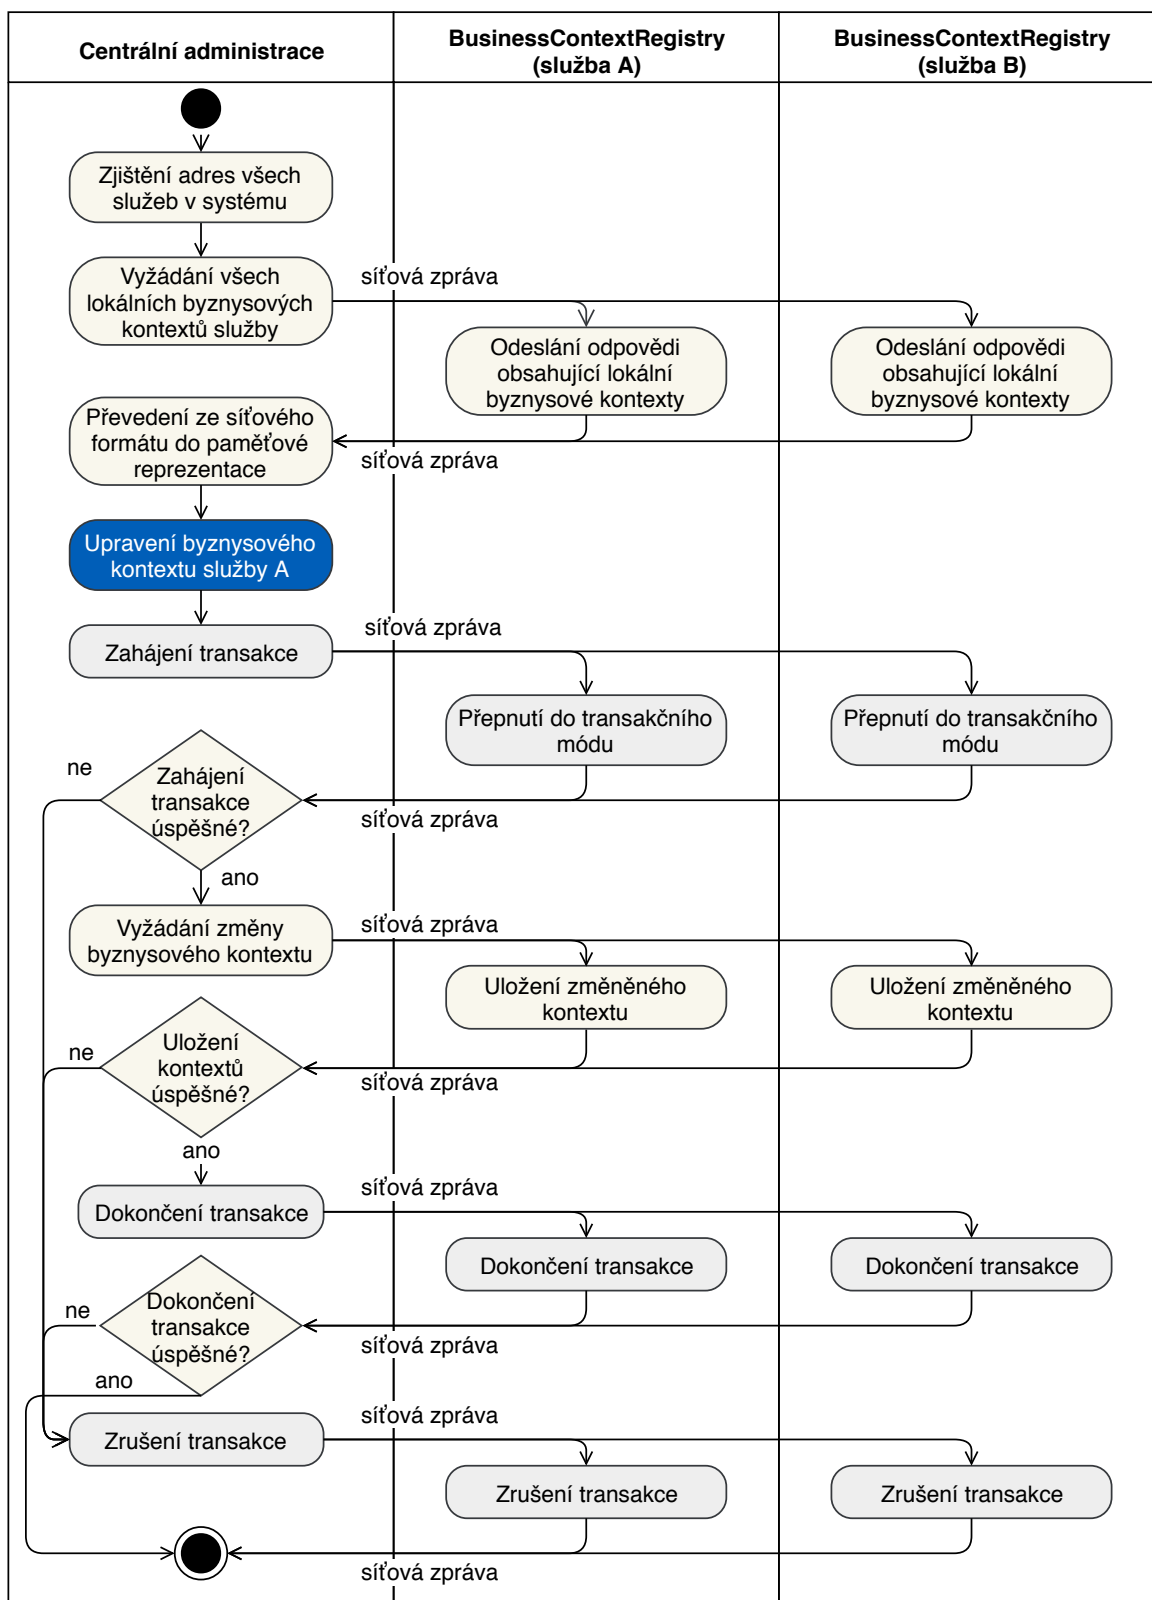 Centrální administrace
BusinessContextRegistry
(služba A)
BusinessContextRegistry
(služba B)
Zjištění adres všech
služeb v systému
Vyžádání všech
lokálních byznysových
kontextů služby
síťová zpráva
Odeslání odpovědi
obsahující lokální
byznysové kontexty
Odeslání odpovědi
obsahující lokální
byznysové kontexty
Převedení ze síťového
formátu do paměťové
reprezentace
síťová zpráva
Upravení byznysového
kontextu služby A
Zahájení transakce
síťová zpráva
Přepnutí do transakčního
módu
Přepnutí do transakčního
módu
ne
Zahájení
transakce
úspěšné?
síťová zpráva
ano
Vyžádání změny
byznysového kontextu
síťová zpráva
Uložení změněného
kontextu
Uložení změněného
kontextu
ne
Uložení
kontextů
úspěšné?
síťová zpráva
ano
Dokončení transakce
síťová zpráva
Dokončení transakce
Dokončení transakce
ne
Dokončení
transakce
úspěšné?
síťová zpráva
ano
Zrušení transakce
síťová zpráva
Zrušení transakce
Zrušení transakce
síťová zpráva